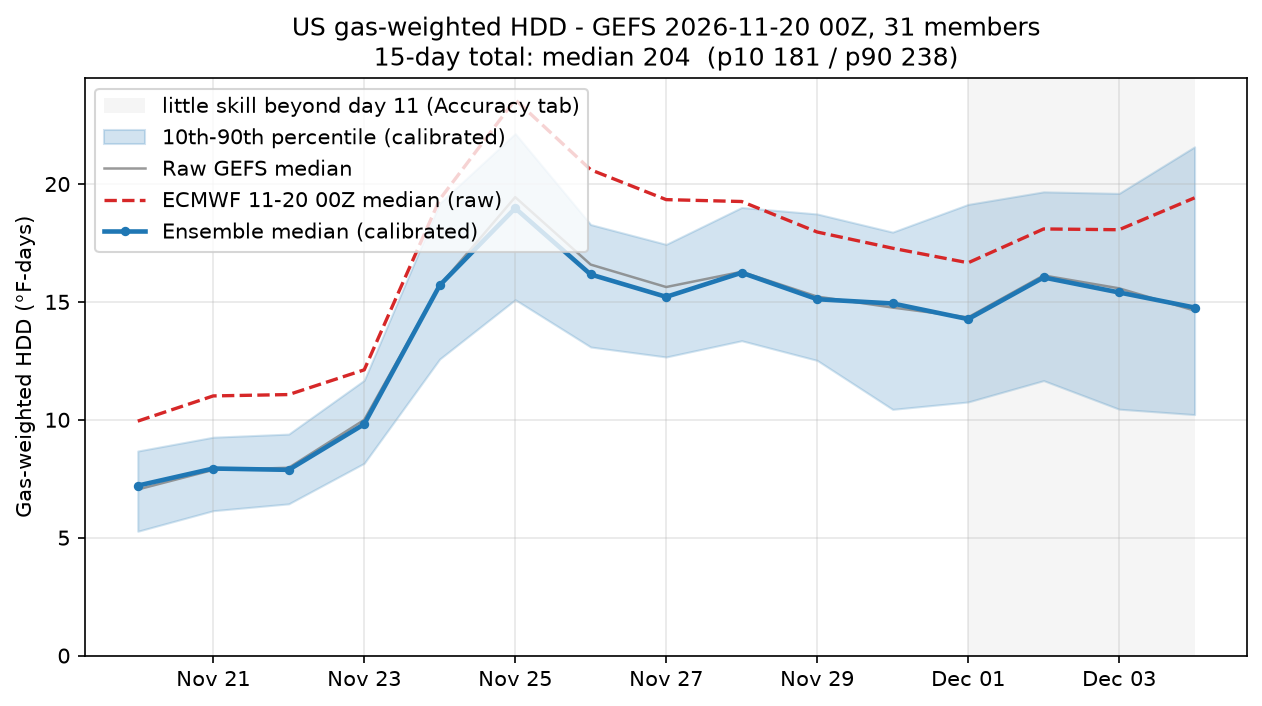 US gas-weighted HDD - GEFS 2026-11-20 00Z, 31 members
15-day total: median 204  (p10 181 / p90 238)
little skill beyond day 11 (Accuracy tab)
10th-90th percentile (calibrated)
Raw GEFS median
ECMWF 11-20 00Z median (raw)
Ensemble median (calibrated)
Gas-weighted HDD (°F-days)
20
15
10
5
0
Nov 21
Nov 23
Nov 25
Nov 27
Nov 29
Dec 01
Dec 03